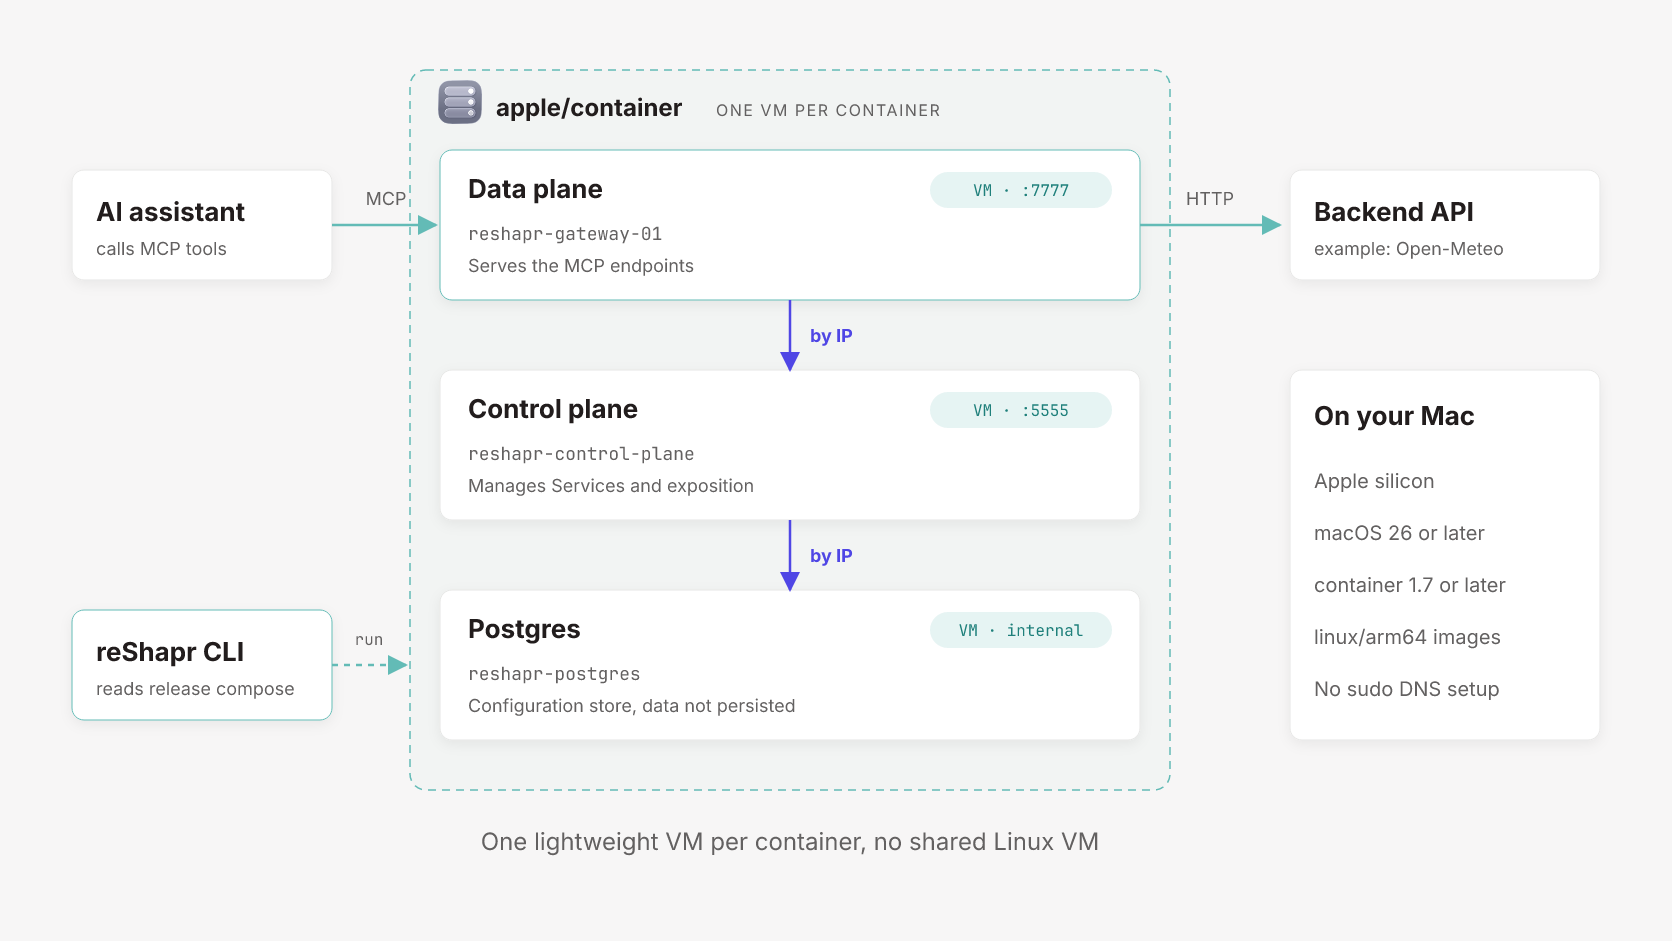 apple/container
ONE VM PER CONTAINER
AI assistant
calls MCP tools
MCP
Data plane
VM · :7777
reshapr-gateway-01
Serves the MCP endpoints
HTTP
Backend API
example: Open-Meteo
by IP
Control plane
VM · :5555
reshapr-control-plane
Manages Services and exposition
by IP
Postgres
VM · internal
reshapr-postgres
Configuration store, data not persisted
reShapr CLI
reads release compose
run
On your Mac
Apple silicon
macOS 26 or later
container 1.7 or later
linux/arm64 images
No sudo DNS setup
One lightweight VM per container, no shared Linux VM